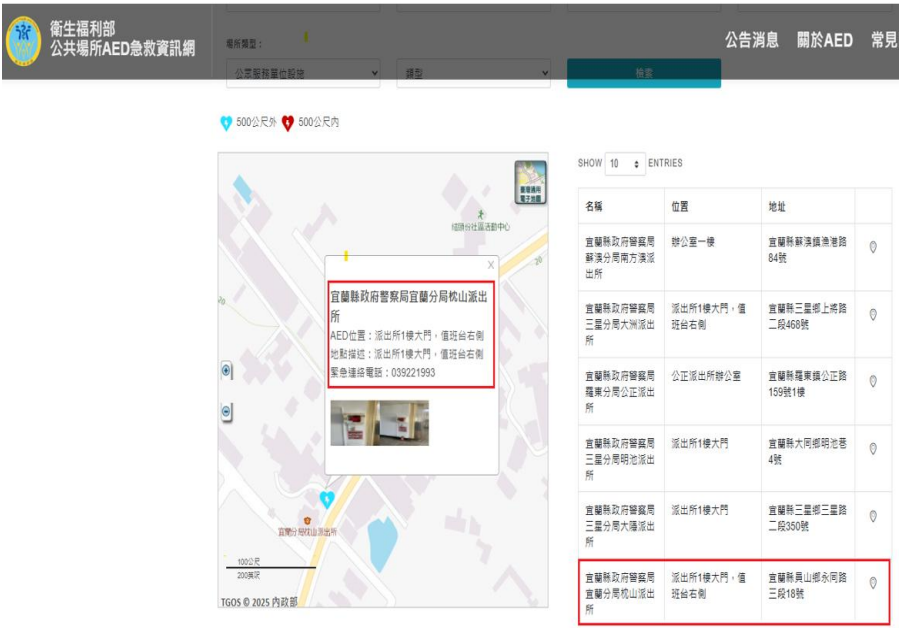 衛生福利部
公共場所AED急救資訊網
公告消息 關於AED 常見
場所類型：
公眾服務單位設施
類型
檢索
500公尺外 500公尺內
SHOW 10 ENTRIES
名稱 位置 地址
宜蘭縣政府警察局 辦公室一樓 宜蘭縣蘇澳鎮漁港路
蘇澳分局南方澳派 84號
出所
宜蘭縣政府警察局 派出所1樓大門，值 宜蘭縣三星鄉上將路
三星分局大洲派出 班台右側 二段468號
所
宜蘭縣政府警察局 公正派出所辦公室 宜蘭縣羅東鎮公正路
羅東分局公正派出 159號1樓
所
宜蘭縣政府警察局 派出所1樓大門 宜蘭縣大同鄉明池巷
三星分局明池派出 4號
所
宜蘭縣政府警察局 派出所1樓大門 宜蘭縣三星鄉三星路
三星分局大隱派出 二段350號
所
宜蘭縣政府警察局 派出所1樓大門，值 宜蘭縣員山鄉永同路
宜蘭分局枕山派出 班台右側 三段18號
所
臺灣通用
電子地圖
社區活動中心
20
宜蘭縣政府警察局宜蘭分局枕山派出
所
AED位置：派出所1樓大門，值班台右側
地點描述：派出所1樓大門，值班台右側
緊急連絡電話：039221993
宜蘭分局枕山派出所
100公尺
200英呎
TGOS © 2025 內政部